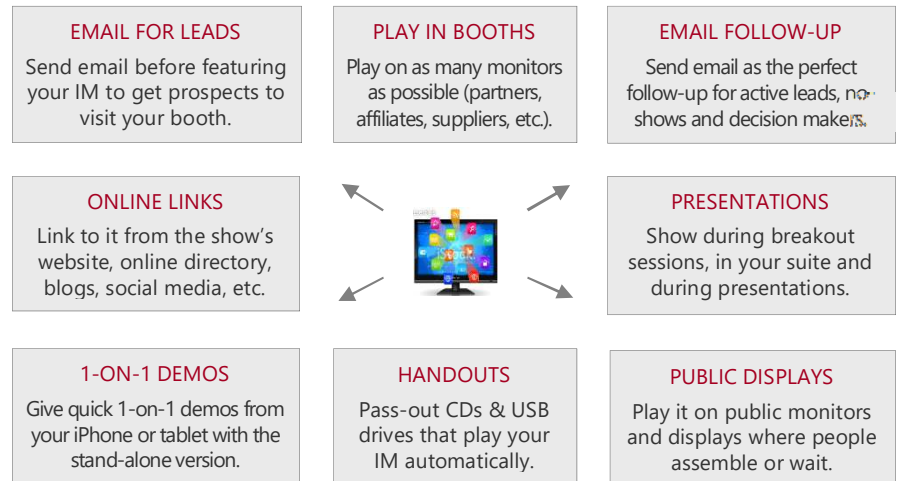 EMAIL FOR LEADS
Send email before featuring
your IM to get prospects to
visit your booth.
PLAY IN BOOTHS
Play on as many monitors
as possible (partners,
affiliates, suppliers, etc.).
EMAIL FOLLOW-UP
Send email as the perfect
follow-up for active leads, no-
shows and decision makers.
ONLINE LINKS
Link to it from the show's
website, online directory,
blogs, social media, etc.
iStock
PRESENTATIONS
Show during breakout
sessions, in your suite and
during presentations.
1-ON-1 DEMOS
Give quick 1-on-1 demos from
your iPhone or tablet with the
stand-alone version.
HANDOUTS
Pass-out CDs & USB
drives that play your
IM automatically.
PUBLIC DISPLAYS
Play it on public monitors
and displays where people
assemble or wait.